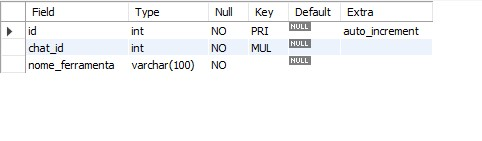 Field Type Null Key Default Extra
id int NO PRI NULL auto_increment
chat_id int NO MUL NULL
nome_ferramenta varchar(100) NO NULL